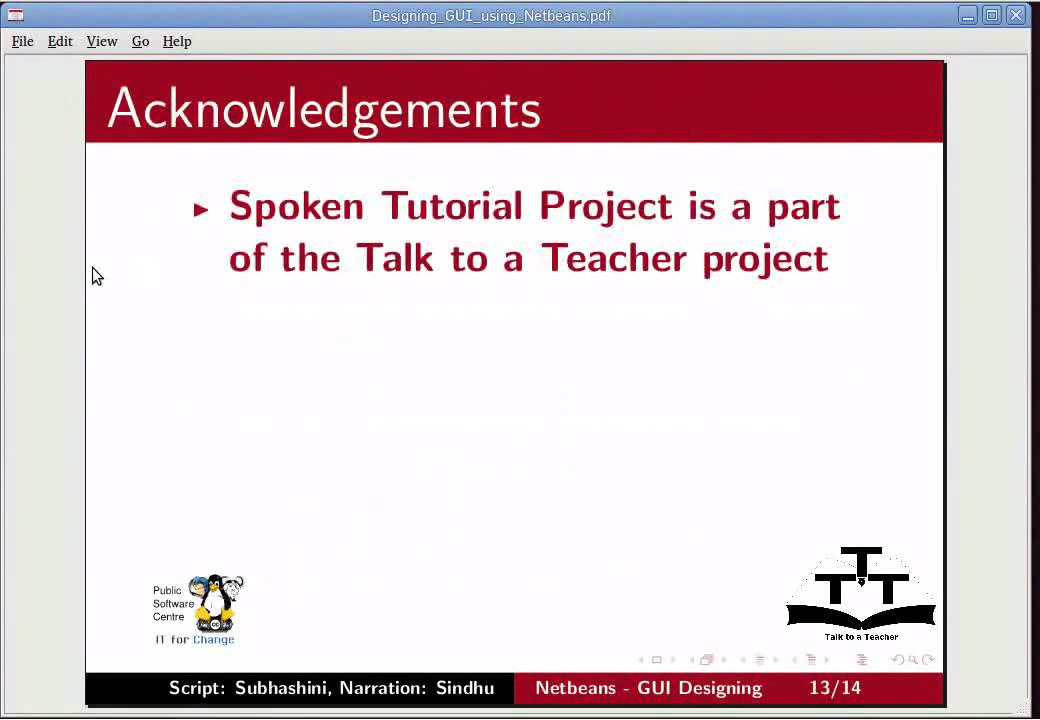 Designing_GUI_using_Netbeans.pdf
File Edit View Go Help
Acknowledgements
Spoken Tutorial Project is a part
of the Talk to a Teacher project
Public
Software
Centre
IT for Change
T T T
Talk to a Teacher
Script: Subhashini, Narration: Sindhu Netbeans - GUI Designing 13/14